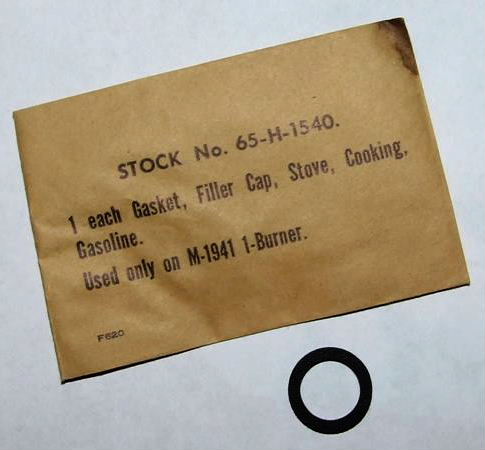 STOCK No. 65-H-1540.
1 each Gasket, Filler Cap, Stove, Cooking,
Gasoline.
Used only on M-1941 1-Burner.
F620